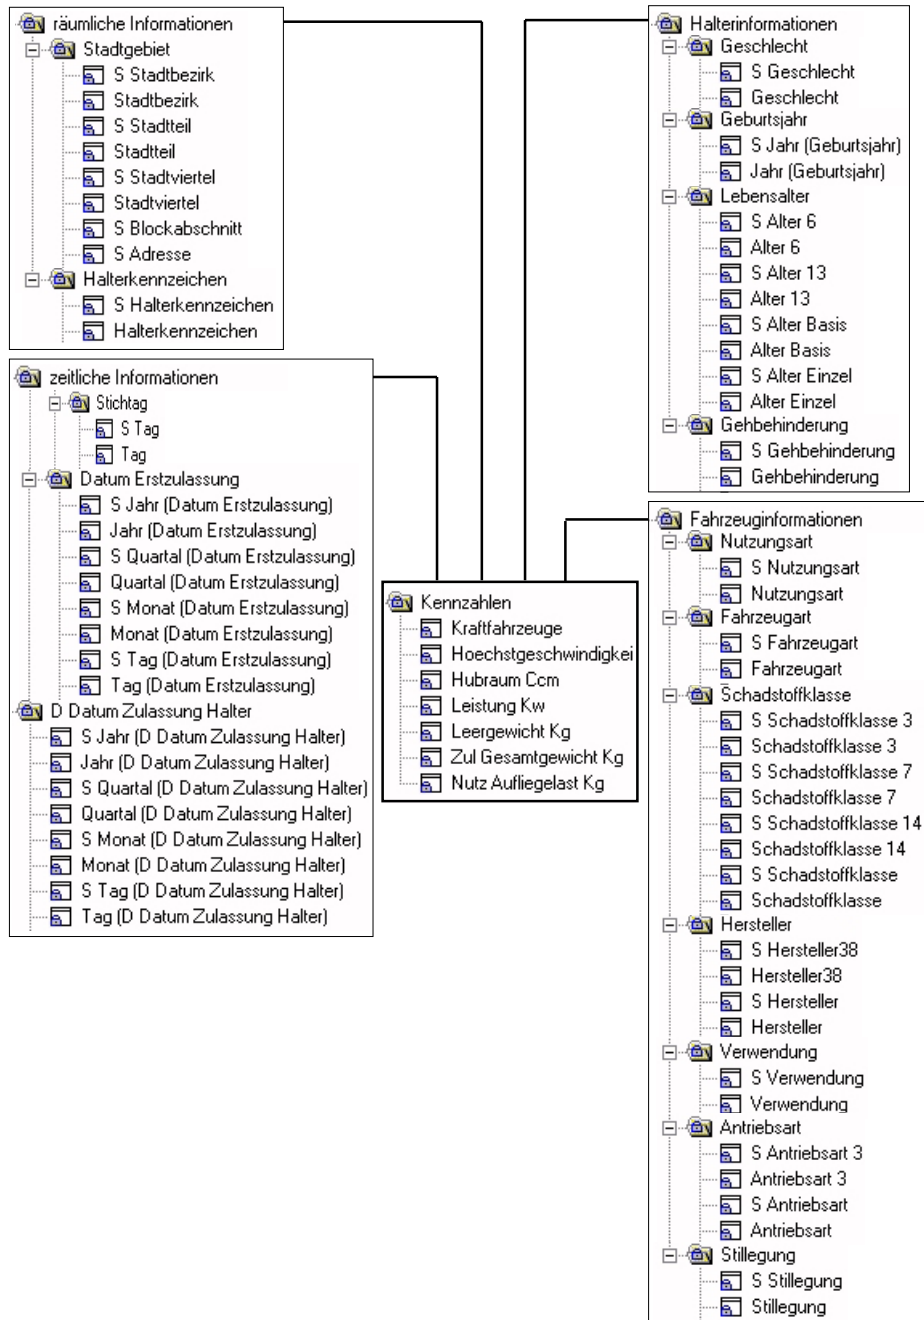 räumliche Informationen
Stadtgebiet
S Stadtbezirk
Stadtbezirk
S Stadtteil
Stadtteil
S Stadtviertel
Stadtviertel
S Blockabschnitt
S Adresse
Halterkennzeichen
S Halterkennzeichen
Halterkennzeichen
zeitliche Informationen
Stichtag
S Tag
Tag
Datum Erstzulassung
S Jahr (Datum Erstzulassung)
Jahr (Datum Erstzulassung)
S Quartal (Datum Erstzulassung)
Quartal (Datum Erstzulassung)
S Monat (Datum Erstzulassung)
Monat (Datum Erstzulassung)
S Tag (Datum Erstzulassung)
Tag (Datum Erstzulassung)
D Datum Zulassung Halter
S Jahr (D Datum Zulassung Halter)
Jahr (D Datum Zulassung Halter)
S Quartal (D Datum Zulassung Halter)
Quartal (D Datum Zulassung Halter)
S Monat (D Datum Zulassung Halter)
Monat (D Datum Zulassung Halter)
S Tag (D Datum Zulassung Halter)
Tag (D Datum Zulassung Halter)
Kennzahlen
Kraftfahrzeuge
Hoechstgeschwindigkei
Hubraum Ccm
Leistung Kw
Leergewicht Kg
Zul Gesamtgewicht Kg
Nutz Aufliegelast Kg
Halterinformationen
Geschlecht
S Geschlecht
Geschlecht
Geburtsjahr
S Jahr (Geburtsjahr)
Jahr (Geburtsjahr)
Lebensalter
S Alter 6
Alter 6
S Alter 13
Alter 13
S Alter Basis
Alter Basis
S Alter Einzel
Alter Einzel
Gehbehinderung
S Gehbehinderung
Gehbehinderung
Fahrzeuginformationen
Nutzungsart
S Nutzungsart
Nutzungsart
Fahrzeugart
S Fahrzeugart
Fahrzeugart
Schadstoffklasse
S Schadstoffklasse 3
Schadstoffklasse 3
S Schadstoffklasse 7
Schadstoffklasse 7
S Schadstoffklasse 14
Schadstoffklasse 14
S Schadstoffklasse
Schadstoffklasse
Hersteller
S Hersteller38
Hersteller38
S Hersteller
Hersteller
Verwendung
S Verwendung
Verwendung
Antriebsart
S Antriebsart 3
Antriebsart 3
S Antriebsart
Antriebsart
Stillegung
S Stillegung
Stillegung